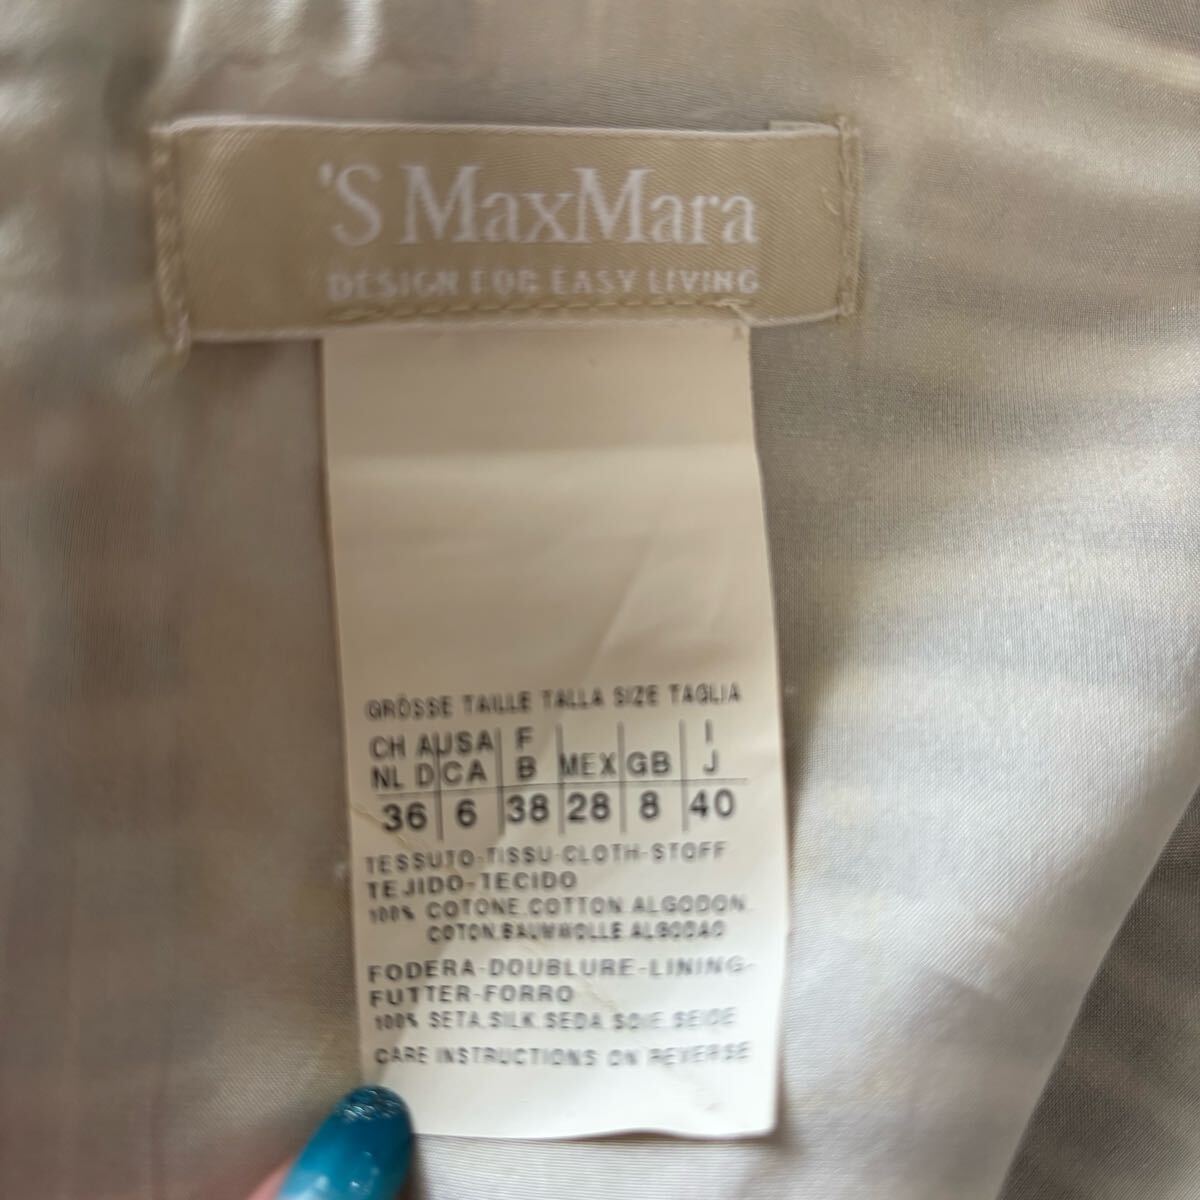 'S MaxMara
DESIGN FOR EASY LIVING
GRÖSSE TAILLE TALLA SIZE TAGLIA
CH A USA F I
NL D CA B MEX GB J
36 6 38 28 8 40
TESSUTO-TISSU-CLOTH-STOFF
TEJIDO-TECIDO
100% COTONE.COTTON.ALGODON.
COTON.BAUMWOLLE.ALGODAO
FODERA-DOUBLURE-LINING-
FUTTER-FORRO
100% SETA.SILK.SEDA.SOIE.SEIDE
CARE INSTRUCTIONS ON REVERSE